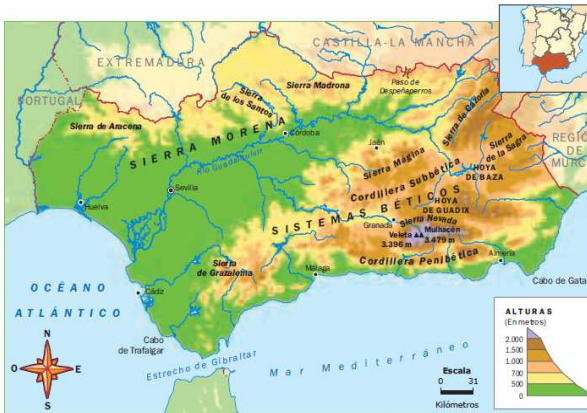 CASTILLA-LA MANCHA
EXTREMADURA
PORTUGAL
Sierra Madrona
Paso de
Despeñaperros
Sierra
de los Santos
Sierra de Aracena
SIERRA MORENA
Córdoba
Jaén
Sierra de Cazorla
Sierra
de la Sagra
REGIÓN
DE
Río Guadalquivir
Sierra Mágina
Cordillera Subbética
HOYA
DE BAZA
Sevilla
Huelva
SISTEMAS BÉTICOS
HOYA
DE GUADIX
Granada
Sierra Nevada
Veleta
3.396 m
Mulhacén
3.479 m
Sierra
de Grazalema
Málaga
Cordillera Penibética
Almería
Cabo de Gata
OCÉANO
ATLÁNTICO
Cádiz
Cabo
de Trafalgar
Estrecho de Gibraltar
Mar Mediterráneo
N
O
E
S
Escala
0 31
Kilómetros
ALTURAS
(En metros)
2.000
1.500
1.000
700
500
0